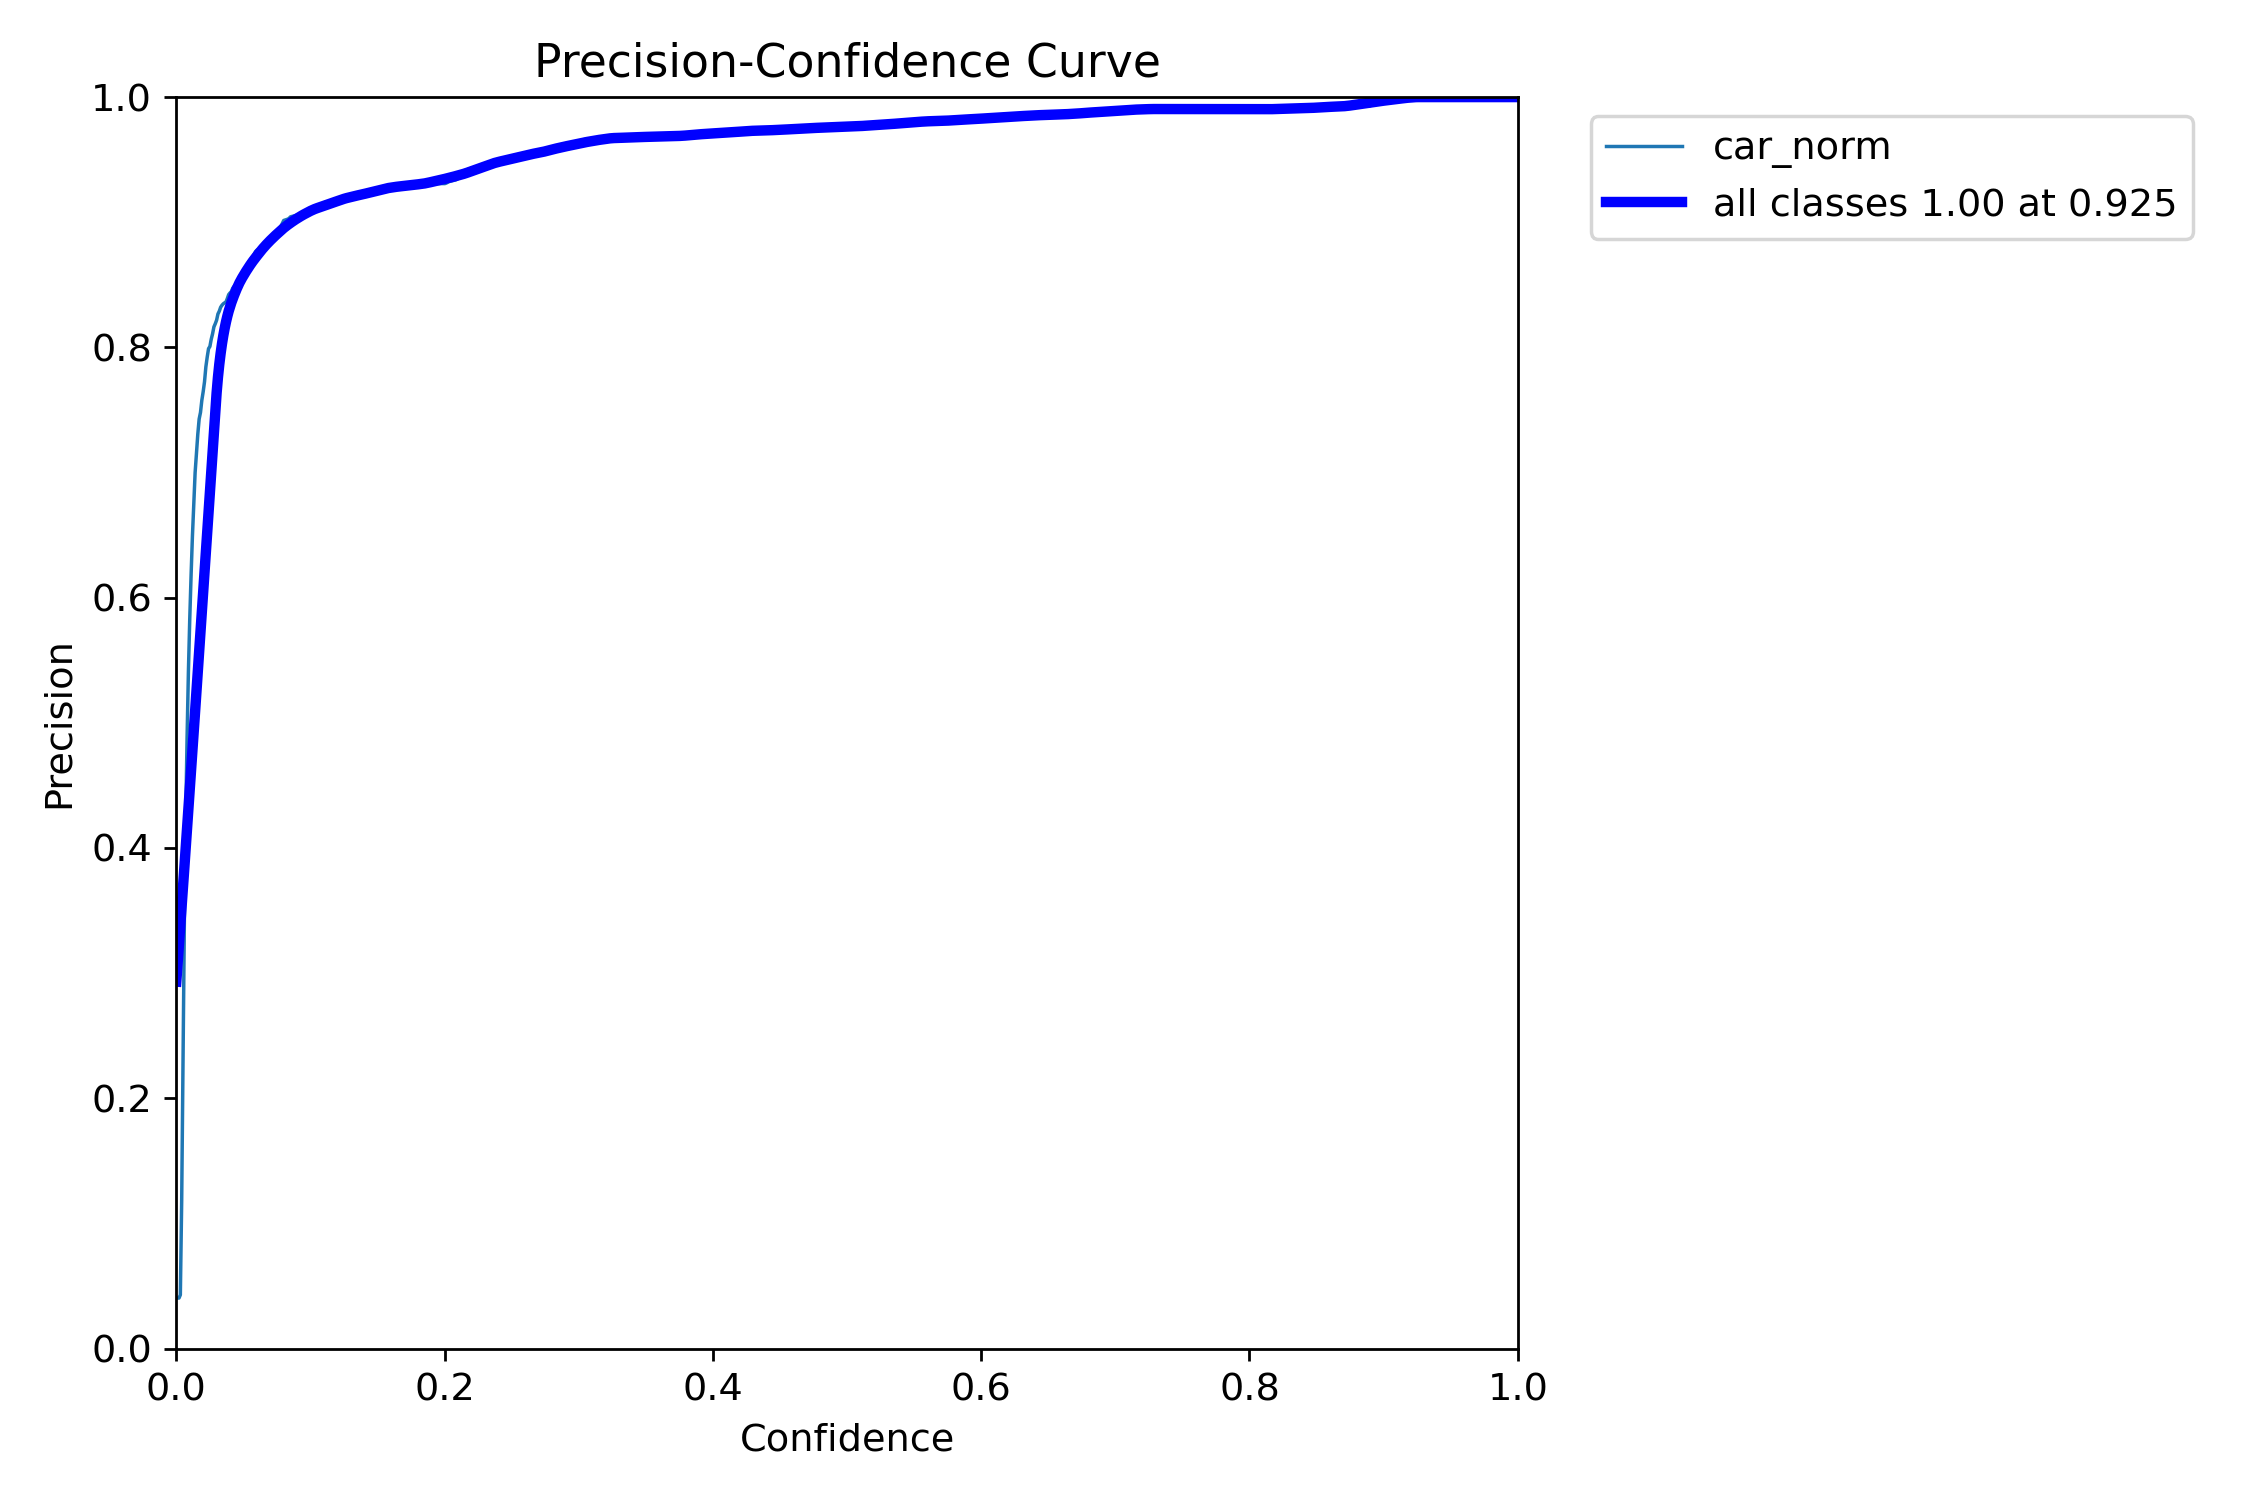 Precision-Confidence Curve
car_norm
all classes 1.00 at 0.925
1.0
0.8
0.6
0.4
0.2
0.0
Precision
0.0 0.2 0.4 0.6 0.8 1.0
Confidence